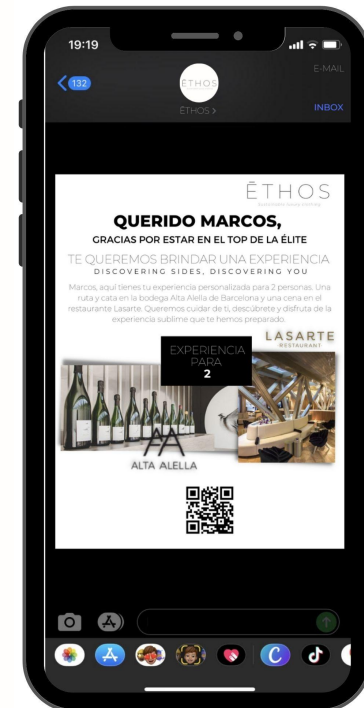 19:19
132
ĒTHOS
ĒTHOS >
E-MAIL
INBOX
ĒTHOS
QUERIDO MARCOS,
GRACIAS POR ESTAR EN EL TOP DE LA ÉLITE
TE QUEREMOS BRINDAR UNA EXPERIENCIA
DISCOVERING SIDES, DISCOVERING YOU
Marcos, aquí tienes tu experiencia personalizada para 2 personas. Una
ruta y cata en la bodega Alta Alella de Barcelona y una cena en el
restaurante Lasarte. Queremos cuidar de ti, descúbrete y disfruta de la
experiencia sublime que te hemos preparado.
LASARTE
RESTAURANT
EXPERIENCIA
PARA
2
AA
ALTA ALELLA